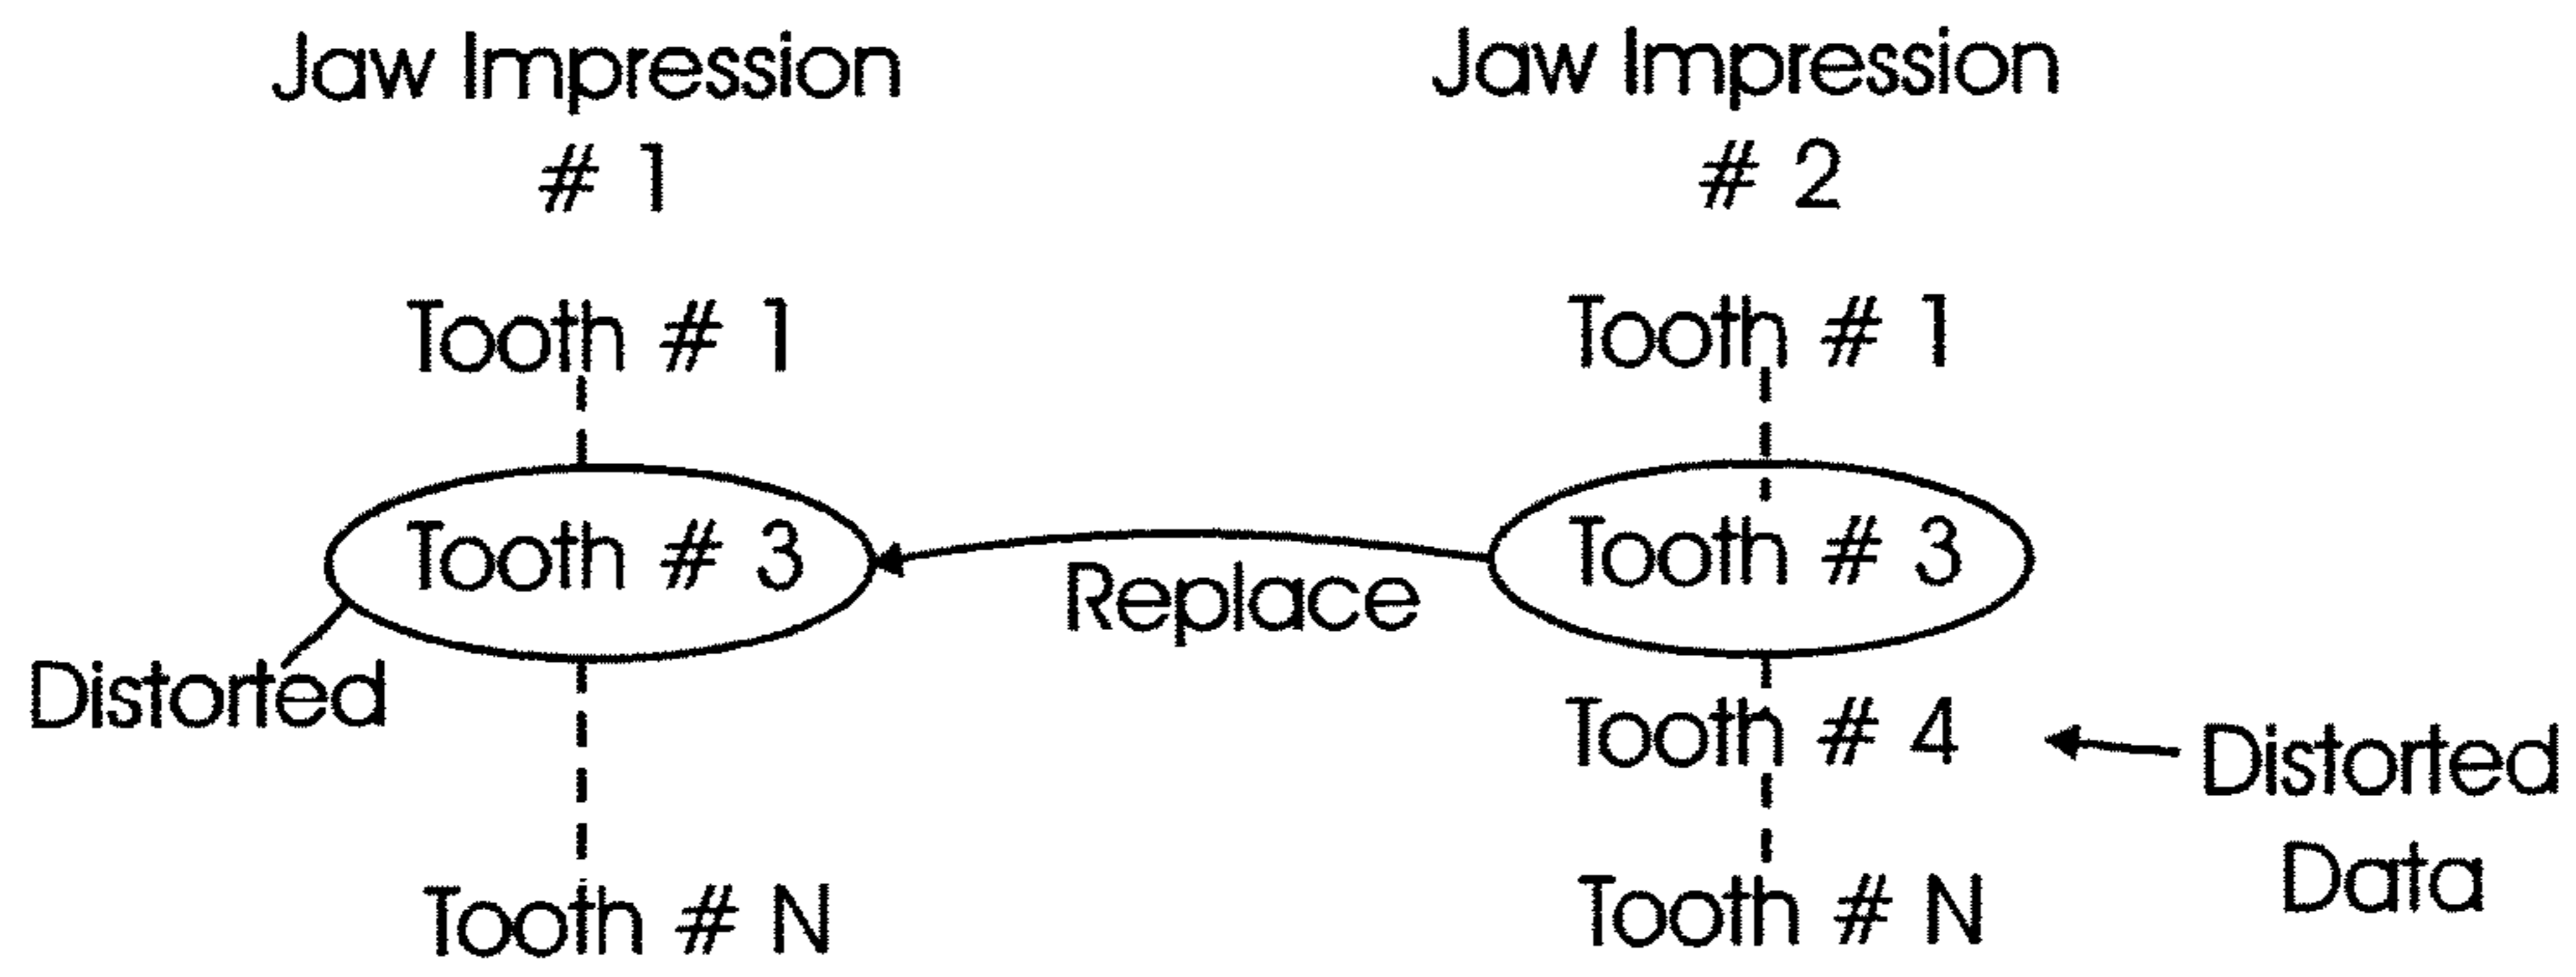 Jaw Impression
# 1
Jaw Impression
# 2
Tooth # 1
Tooth # 1
Tooth # 3
Replace
Tooth # 3
Distorted
Tooth # 4
Distorted
Data
Tooth # N
Tooth # N